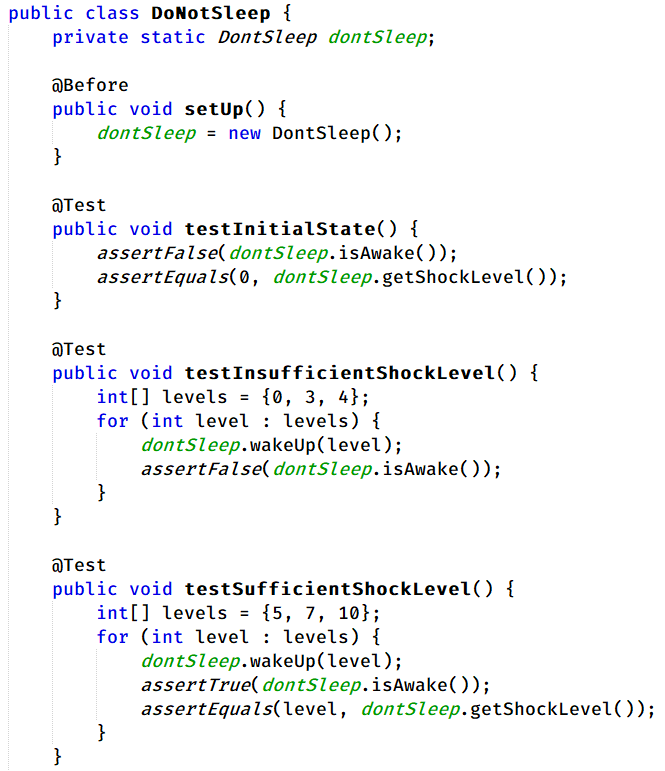 public class DoNotSleep {
    private static DontSleep dontSleep;

    @Before
    public void setUp() {
        dontSleep = new DontSleep();
    }

    @Test
    public void testInitialState() {
        assertFalse(dontSleep.isAwake());
        assertEquals(0, dontSleep.getShockLevel());
    }

    @Test
    public void testInsufficientShockLevel() {
        int[] levels = {0, 3, 4};
        for (int level : levels) {
            dontSleep.wakeUp(level);
            assertFalse(dontSleep.isAwake());
        }
    }

    @Test
    public void testSufficientShockLevel() {
        int[] levels = {5, 7, 10};
        for (int level : levels) {
            dontSleep.wakeUp(level);
            assertTrue(dontSleep.isAwake());
            assertEquals(level, dontSleep.getShockLevel());
        }
    }